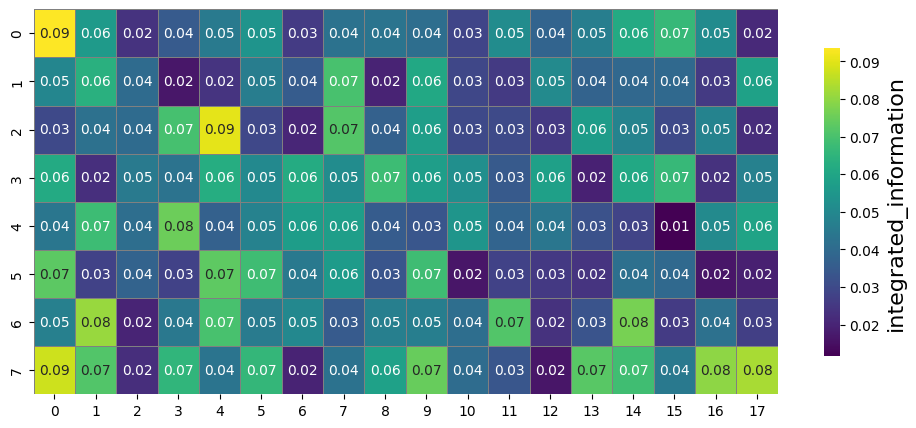 0 0.09 0.06 0.02 0.04 0.05 0.05 0.03 0.04 0.04 0.04 0.03 0.05 0.04 0.05 0.06 0.07 0.05 0.02
1 0.05 0.06 0.04 0.02 0.02 0.05 0.04 0.07 0.02 0.06 0.03 0.03 0.05 0.04 0.04 0.04 0.03 0.06
2 0.03 0.04 0.04 0.07 0.09 0.03 0.02 0.07 0.04 0.06 0.03 0.03 0.03 0.06 0.05 0.03 0.05 0.02
3 0.06 0.02 0.05 0.04 0.06 0.05 0.06 0.05 0.07 0.06 0.05 0.03 0.06 0.02 0.06 0.07 0.02 0.05
4 0.04 0.07 0.04 0.08 0.04 0.05 0.06 0.06 0.04 0.03 0.05 0.04 0.04 0.03 0.03 0.01 0.05 0.06
5 0.07 0.03 0.04 0.03 0.07 0.07 0.04 0.06 0.03 0.07 0.02 0.03 0.03 0.02 0.04 0.04 0.02 0.02
6 0.05 0.08 0.02 0.04 0.07 0.05 0.05 0.03 0.05 0.05 0.04 0.07 0.02 0.03 0.08 0.03 0.04 0.03
7 0.09 0.07 0.02 0.07 0.04 0.07 0.02 0.04 0.06 0.07 0.04 0.04 0.02 0.07 0.07 0.04 0.08 0.08
0 1 2 3 4 5 6 7 8 9 10 11 12 13 14 15 16 17
0.09
0.08
0.07
0.06
0.05
0.04
0.03
0.02
integrated_information